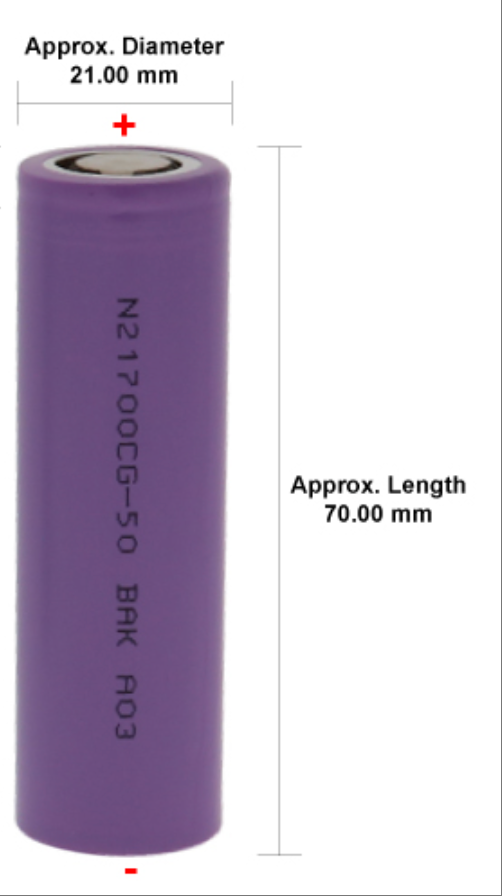 Approx. Diameter
21.00 mm
+
N21700CG-50 BAK A03
Approx. Length
70.00 mm
-